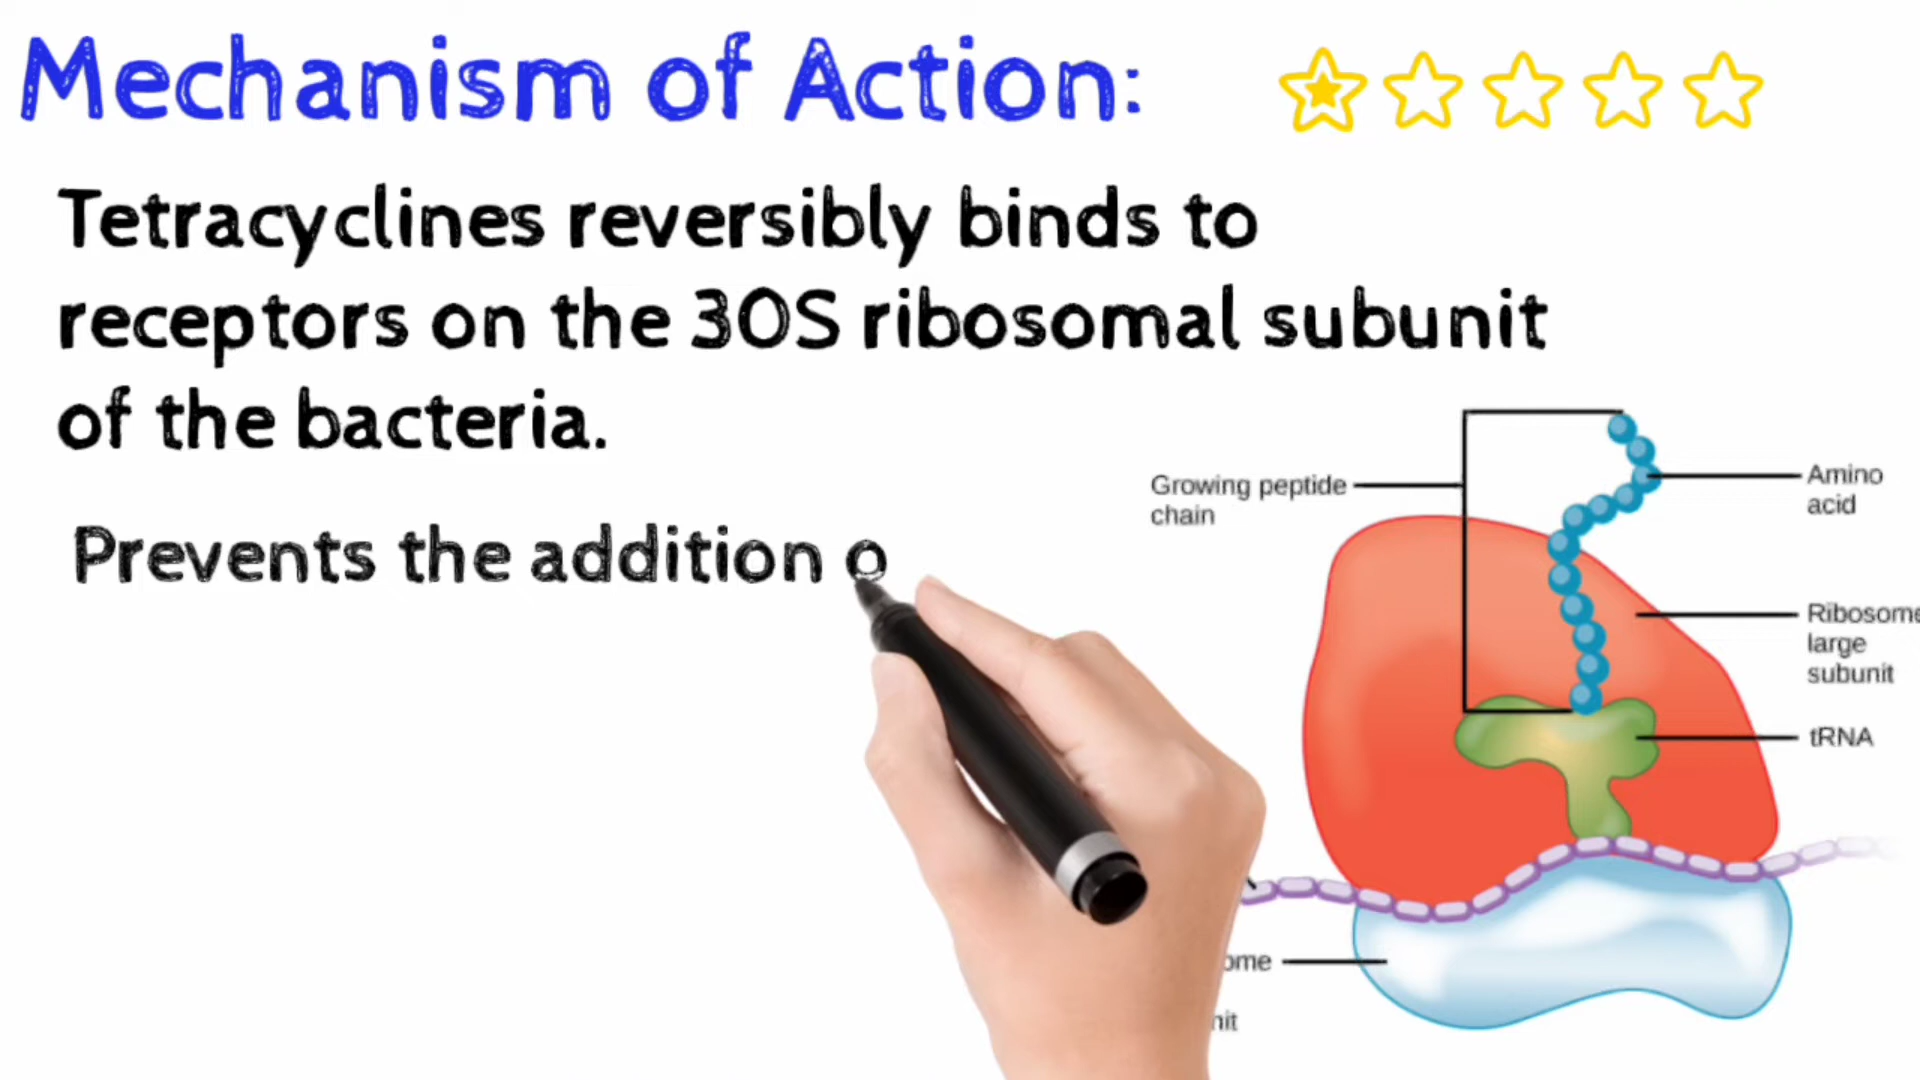 Mechanism of Action:
Tetracyclines reversibly binds to
receptors on the 30S ribosomal subunit
of the bacteria.
Prevents the addition o
Growing peptide
chain
Amino
acid
Ribosome
large
subunit
tRNA